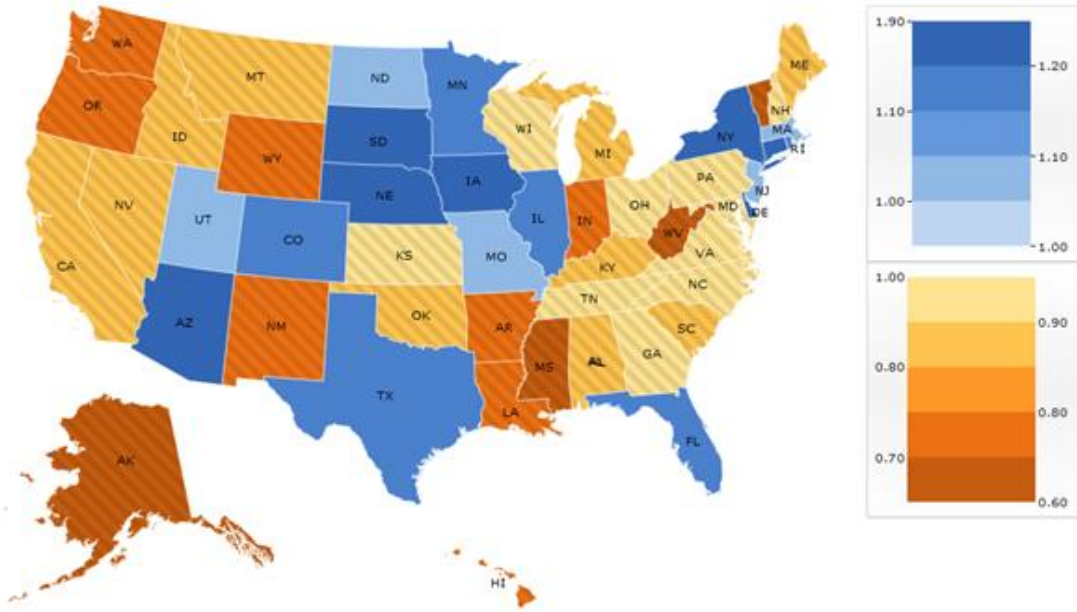 WA
MT
ND
MN
ME
OR
ID
WY
SD
WI
MI
NY
NH
MA
RI
NV
UT
NE
IA
IL
IN
OH
PA
NJ
MD
DE
CA
CO
KS
MO
KY
WV
VA
AZ
NM
OK
AR
TN
NC
TX
LA
MS
AL
GA
SC
FL
AK
HI
1.90
1.20
1.10
1.10
1.00
1.00
1.00
0.90
0.80
0.80
0.70
0.60